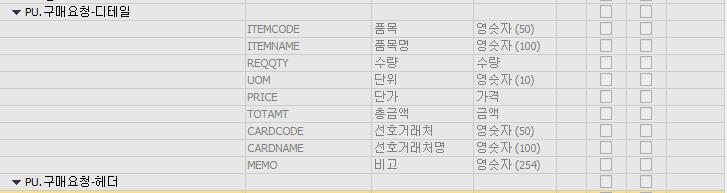 PU.구매요청-디테일
ITEMCODE 품목 영숫자 (50)
ITEMNAME 품목명 영숫자 (100)
REQQTY 수량 수량
UOM 단위 영숫자 (10)
PRICE 단가 가격
TOTAMT 총금액 금액
CARDCODE 선호거래처 영숫자 (50)
CARDNAME 선호거래처명 영숫자 (100)
MEMO 비고 영숫자 (254)
PU.구매요청-헤더